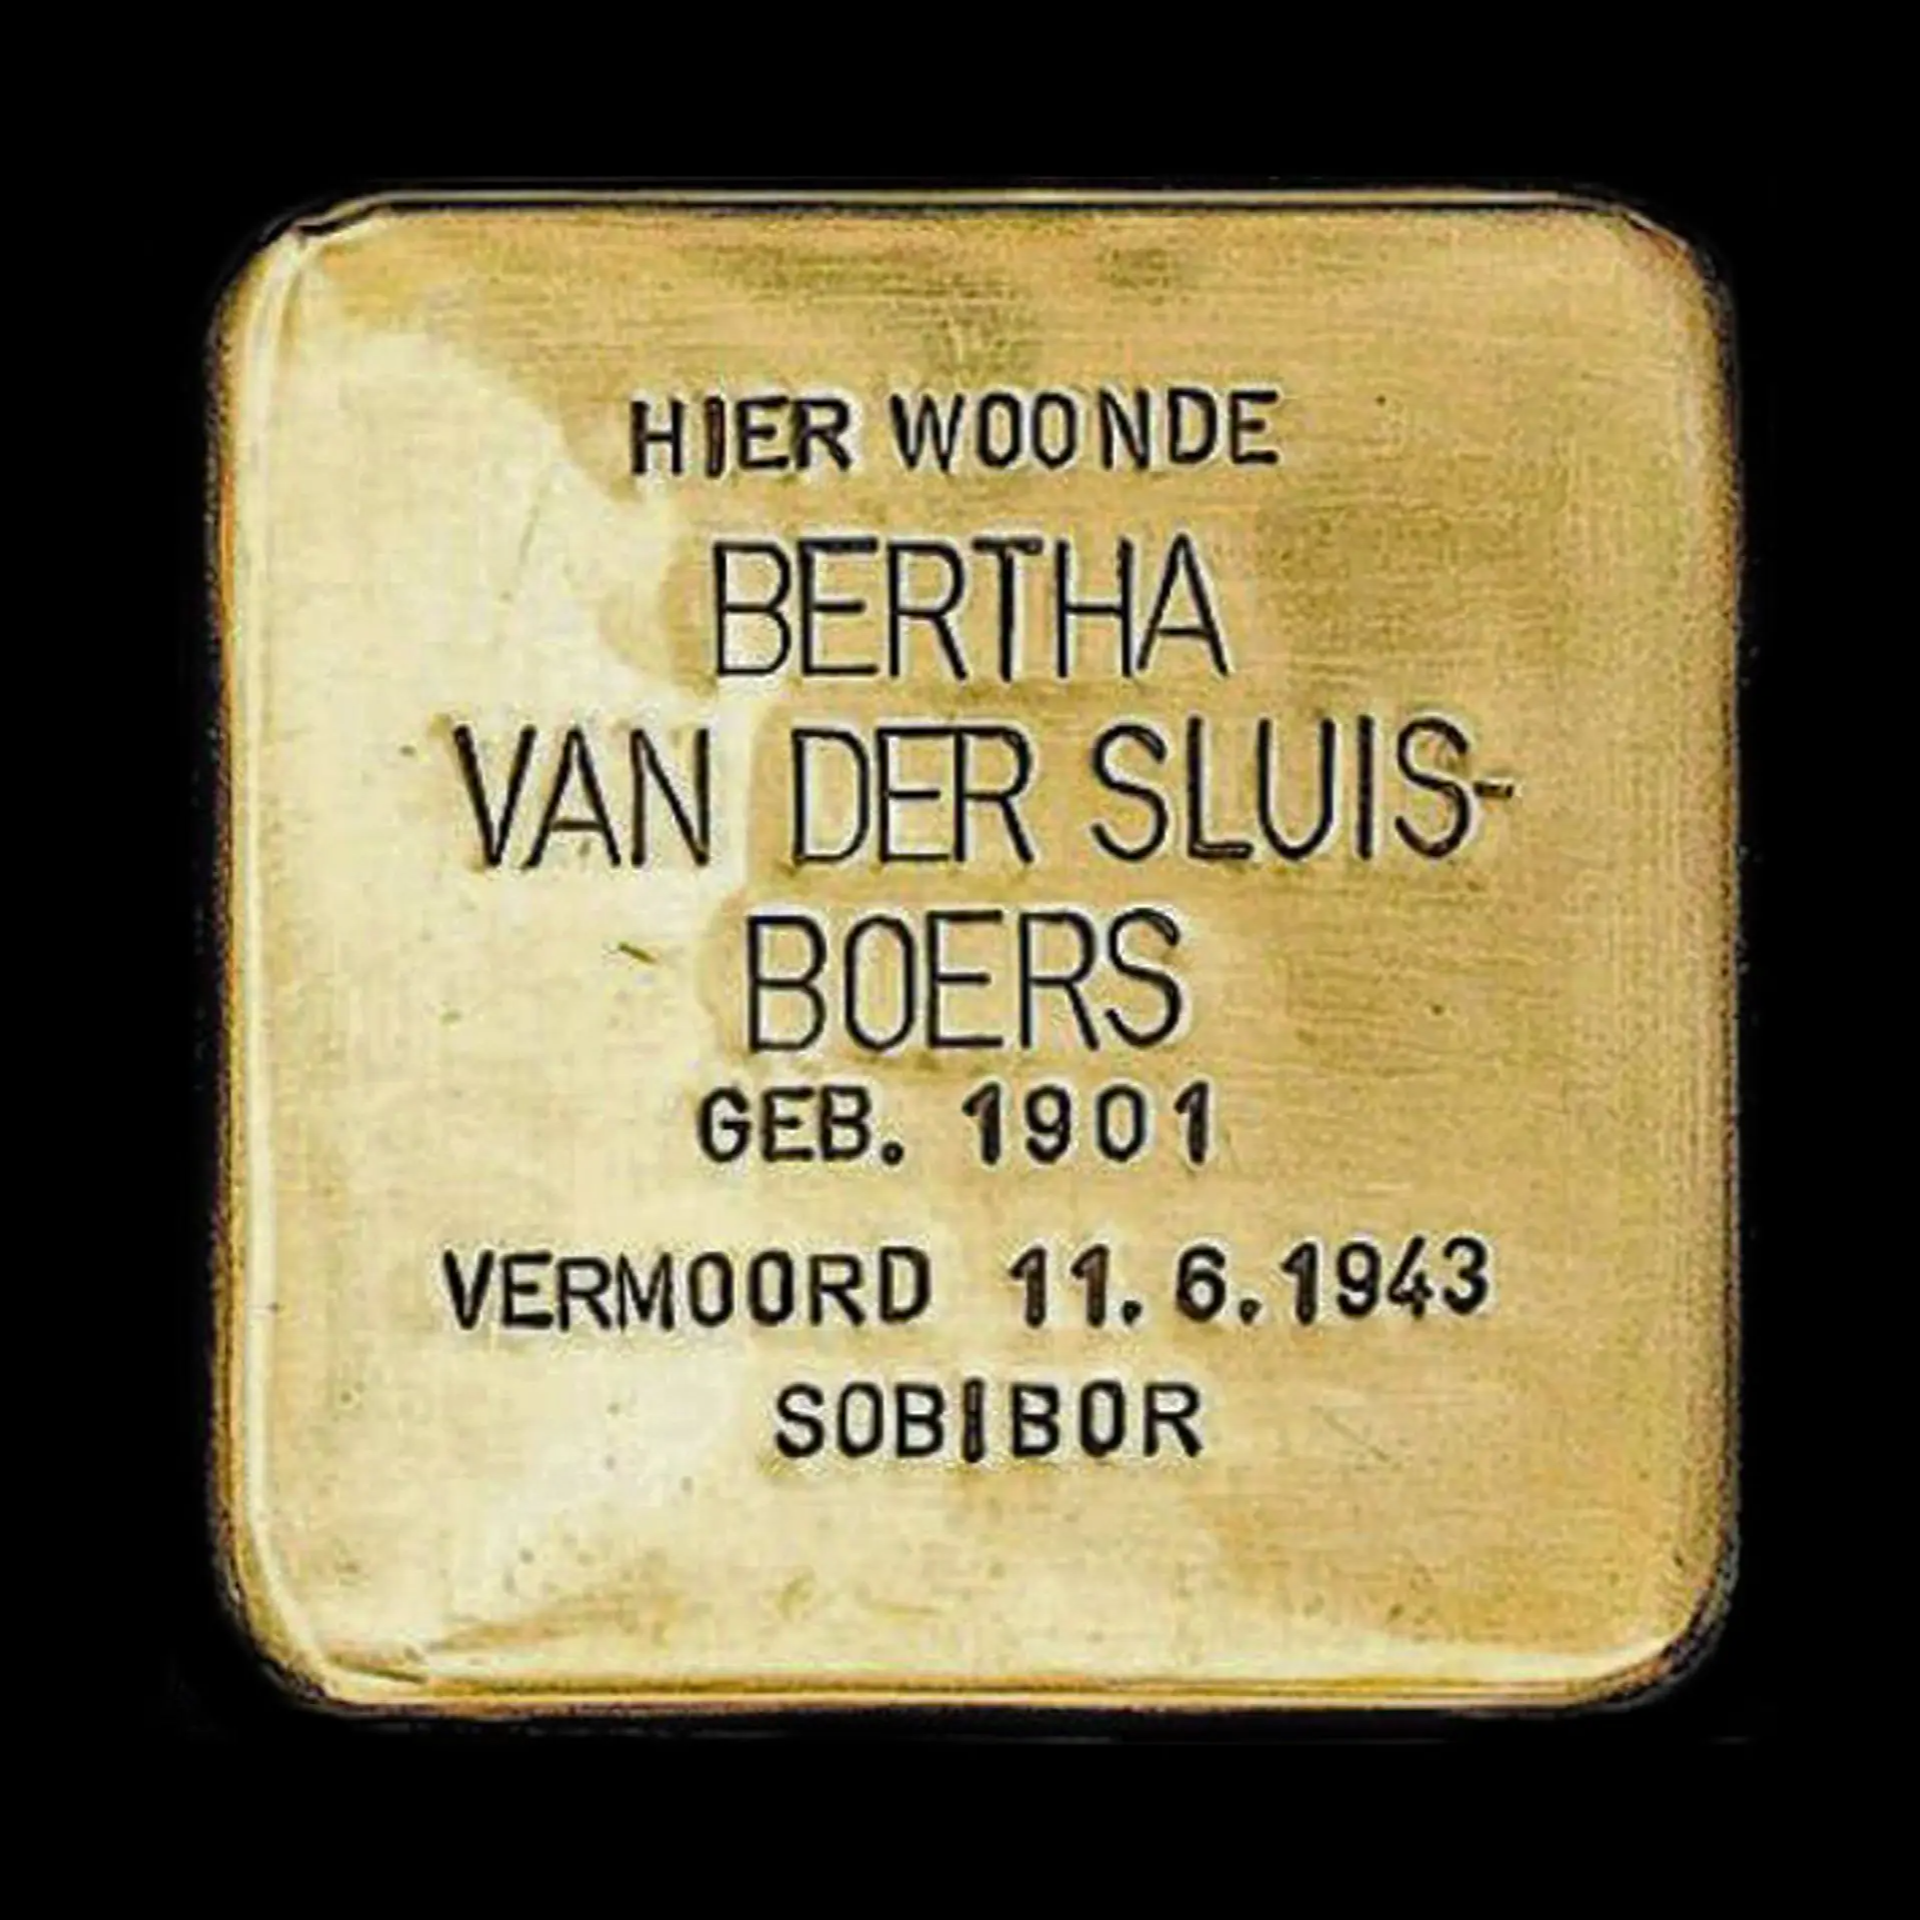 HIER WOONDE
BERTHA
VAN DER SLUIS-
BOERS
GEB. 1901
VERMOORD 11.6.1943
SOBIBOR